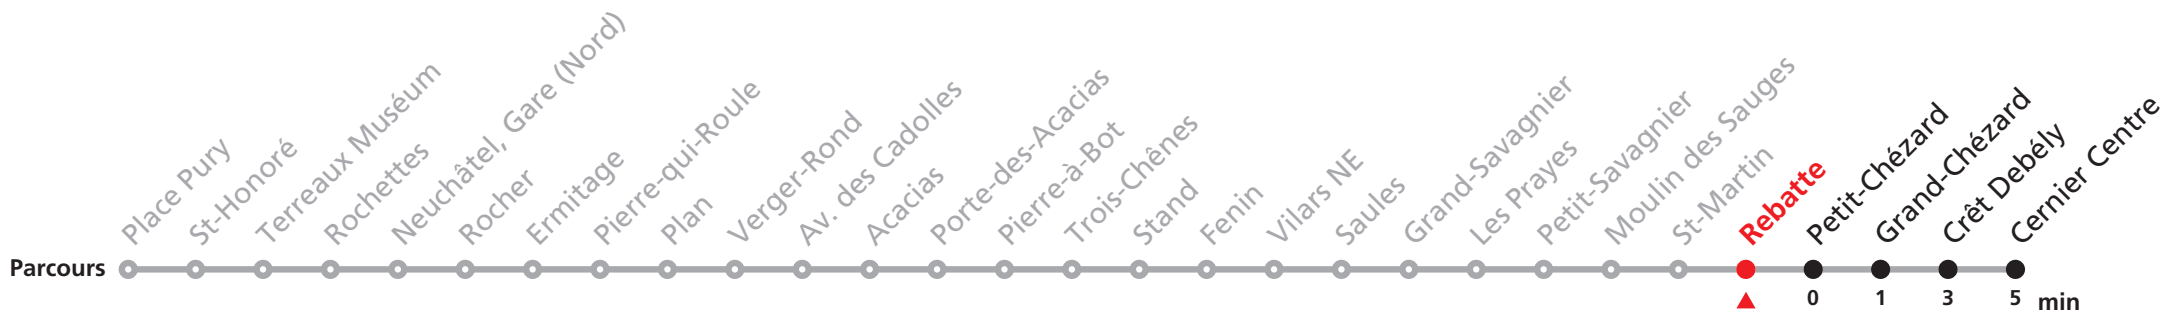 Place Pury
St-Honoré
Terreaux Muséum
Rochettes
Neuchâtel, Gare (Nord)
Rocher
Ermitage
Pierre-qui-Roule
Plan
Verger-Rond
Av. des Cadolles
Acacias
Porte-des-Acacias
Pierre-à-Bot
Trois-Chênes
Stand
Fenin
Vilars NE
Saules
Grand-Savagnier
Les Prayes
Petit-Savagnier
Moulin des Sauges
St-Martin
Rebatte
Petit-Chézard
Grand-Chézard
Crêt Debély
Cernier Centre
Parcours
0 1 3 5 min